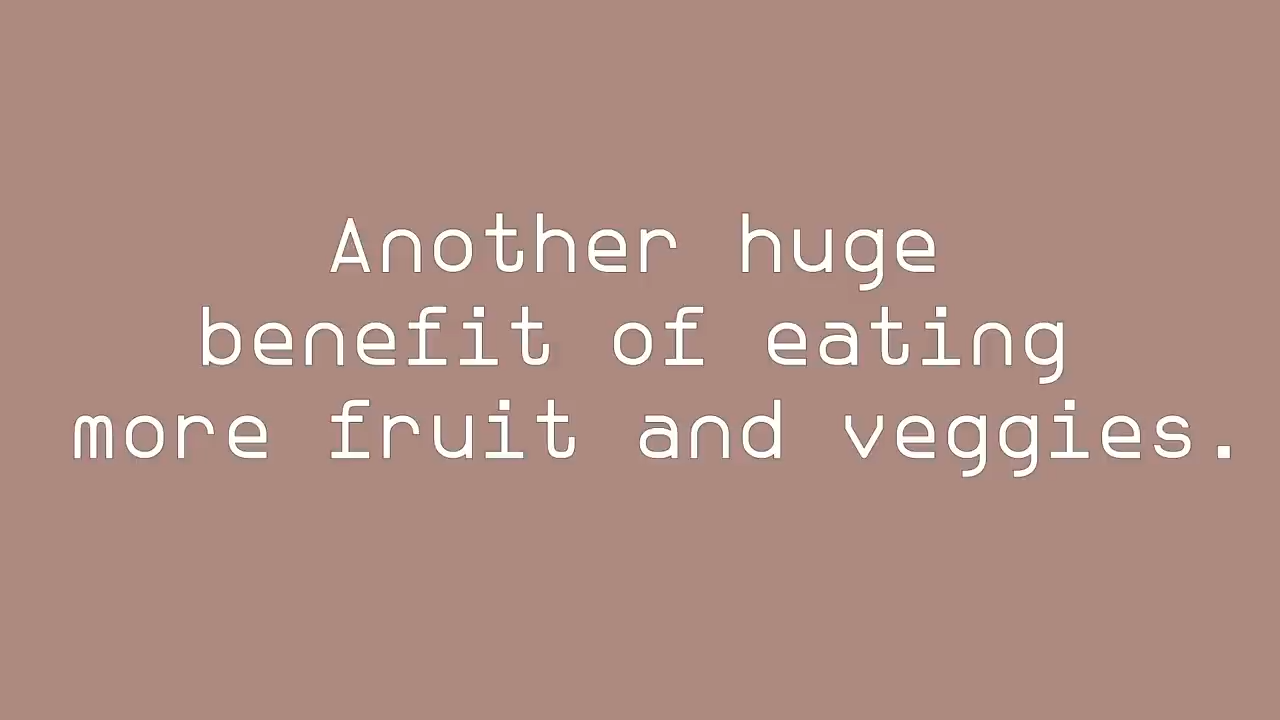 Another huge
benefit of eating
more fruit and veggies.